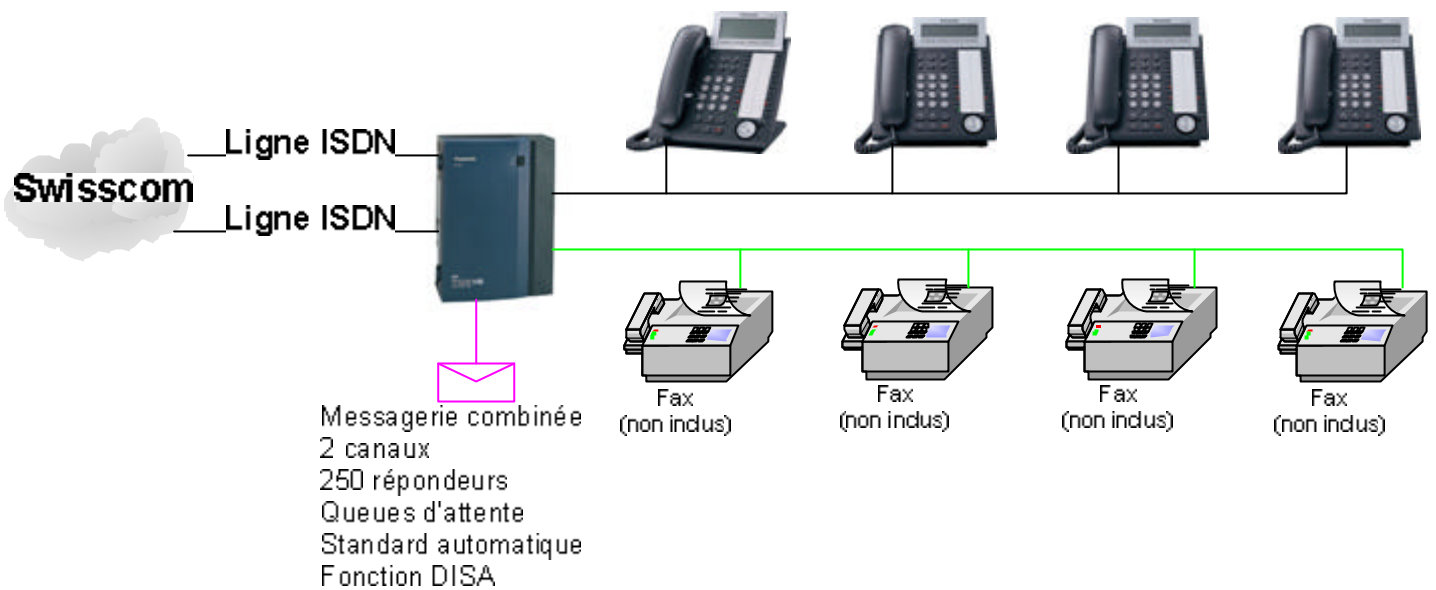 Ligne ISDN
Swisscom
Ligne ISDN
Panasonic
Fax
(non inclus)
Fax
(non inclus)
Fax
(non inclus)
Fax
(non inclus)
Messagerie combinée
2 canaux
250 répondeurs
Queues d'attente
Standard automatique
Fonction DISA